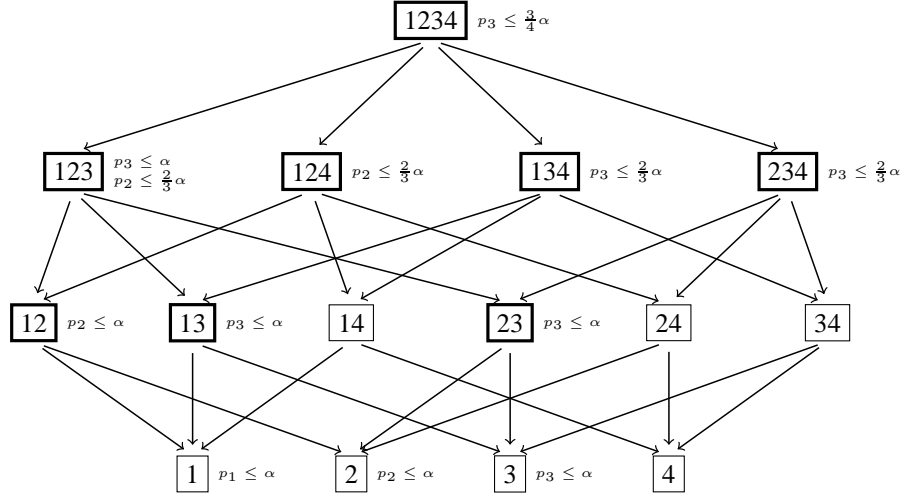 1234 p₃ ≤ ¾α
123 p₃ ≤ α
p₂ ≤ ⅔α
124 p₂ ≤ ⅔α
134 p₃ ≤ ⅔α
234 p₃ ≤ ⅔α
12 p₂ ≤ α
13 p₃ ≤ α
14
23 p₃ ≤ α
24
34
1 p₁ ≤ α
2 p₂ ≤ α
3 p₃ ≤ α
4